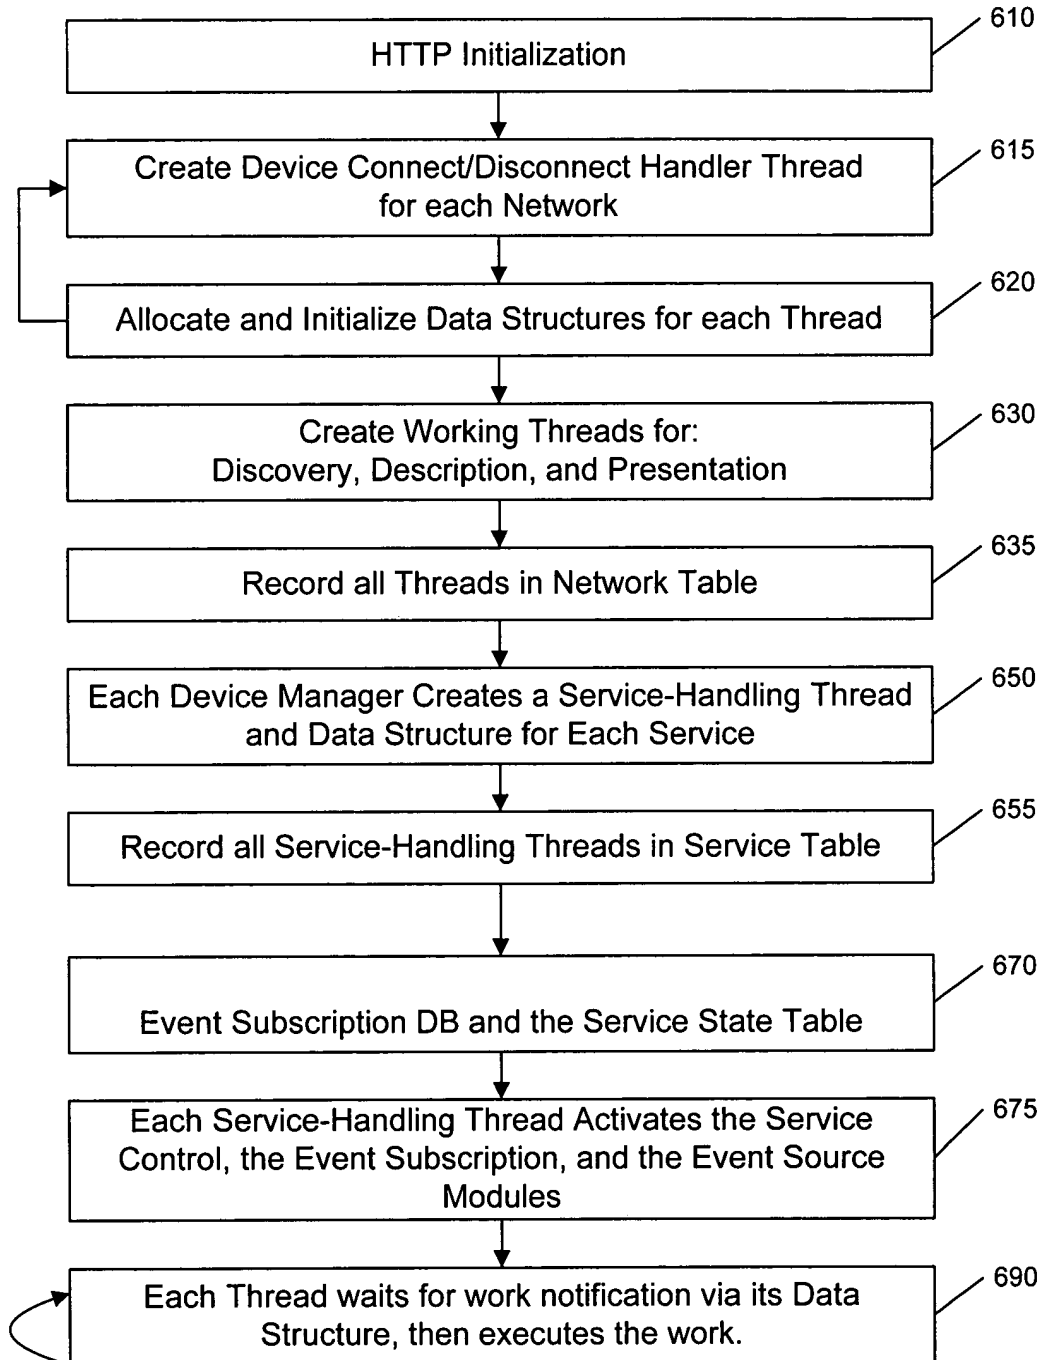 610
HTTP Initialization
615
Create Device Connect/Disconnect Handler Thread
for each Network
620
Allocate and Initialize Data Structures for each Thread
630
Create Working Threads for:
Discovery, Description, and Presentation
635
Record all Threads in Network Table
650
Each Device Manager Creates a Service-Handling Thread
and Data Structure for Each Service
655
Record all Service-Handling Threads in Service Table
670
Event Subscription DB and the Service State Table
675
Each Service-Handling Thread Activates the Service
Control, the Event Subscription, and the Event Source
Modules
690
Each Thread waits for work notification via its Data
Structure, then executes the work.